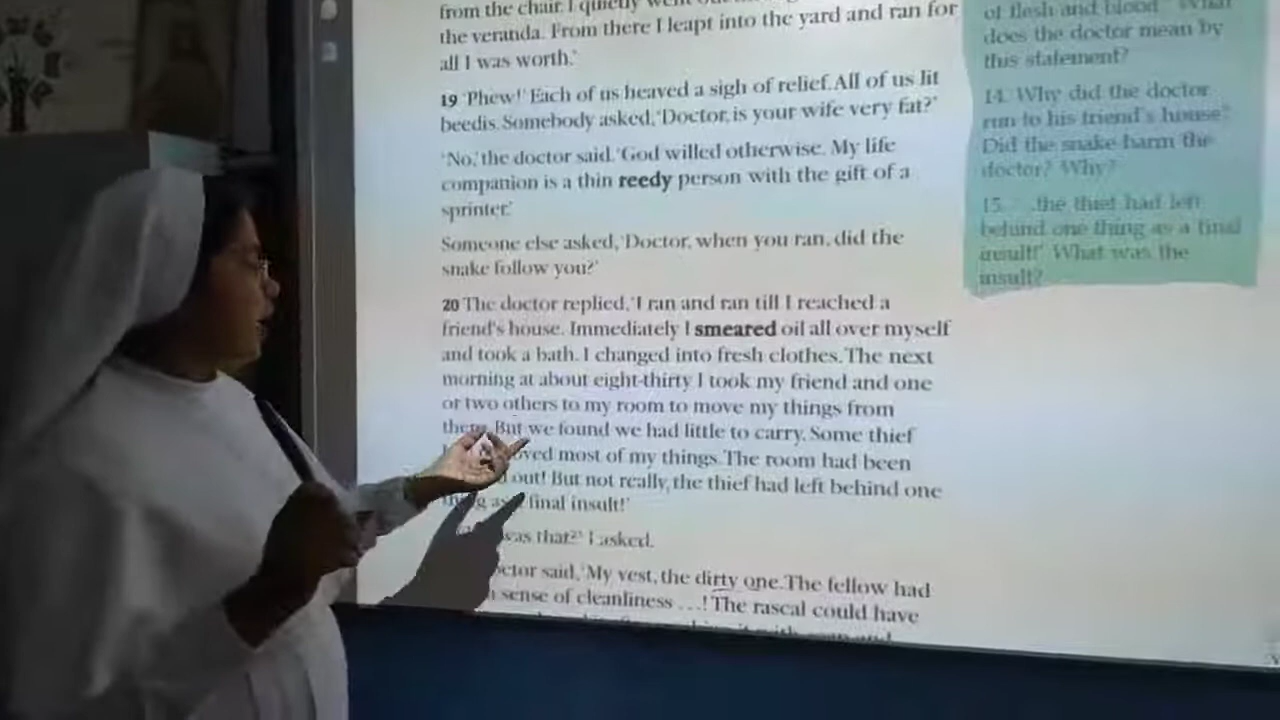 from the chair. I quietly went
the veranda. From there I leapt into the yard and ran for
all I was worth.'
19 'Phew!' Each of us heaved a sigh of relief. All of us lit
beedis. Somebody asked, 'Doctor, is your wife very fat?'
'No,' the doctor said. 'God willed otherwise. My life
companion is a thin reedy person with the gift of a
sprinter.'
Someone else asked, 'Doctor, when you ran, did the
snake follow you?'
20 The doctor replied, 'I ran and ran till I reached a
friend's house. Immediately I smeared oil all over myself
and took a bath. I changed into fresh clothes. The next
morning at about eight-thirty I took my friend and one
or two others to my room to move my things from
there. But we found we had little to carry. Some thief
most of my things. The room had been
out! But not really, the thief had left behind one
final insult!'
was that?' I asked.
doctor said, 'My vest, the dirty one. The fellow had
sense of cleanliness ...! The rascal could have
of flesh and blood" What
does the doctor mean by
this statement?
14. Why did the doctor
run to his friend's house?
Did the snake harm the
doctor? Why?
15. '...the thief had left
behind one thing as a final
insult!' What was the
insult?